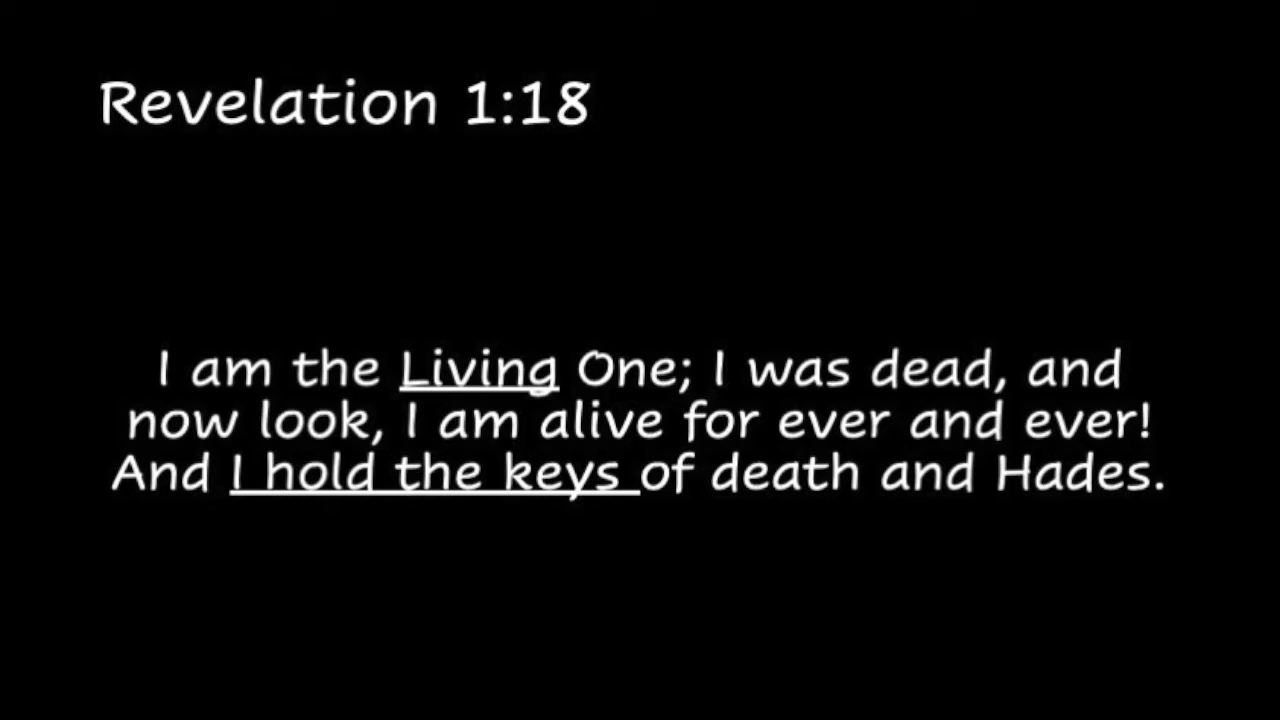 Revelation 1:18
I am the Living One; I was dead, and
now look, I am alive for ever and ever!
And I hold the keys of death and Hades.